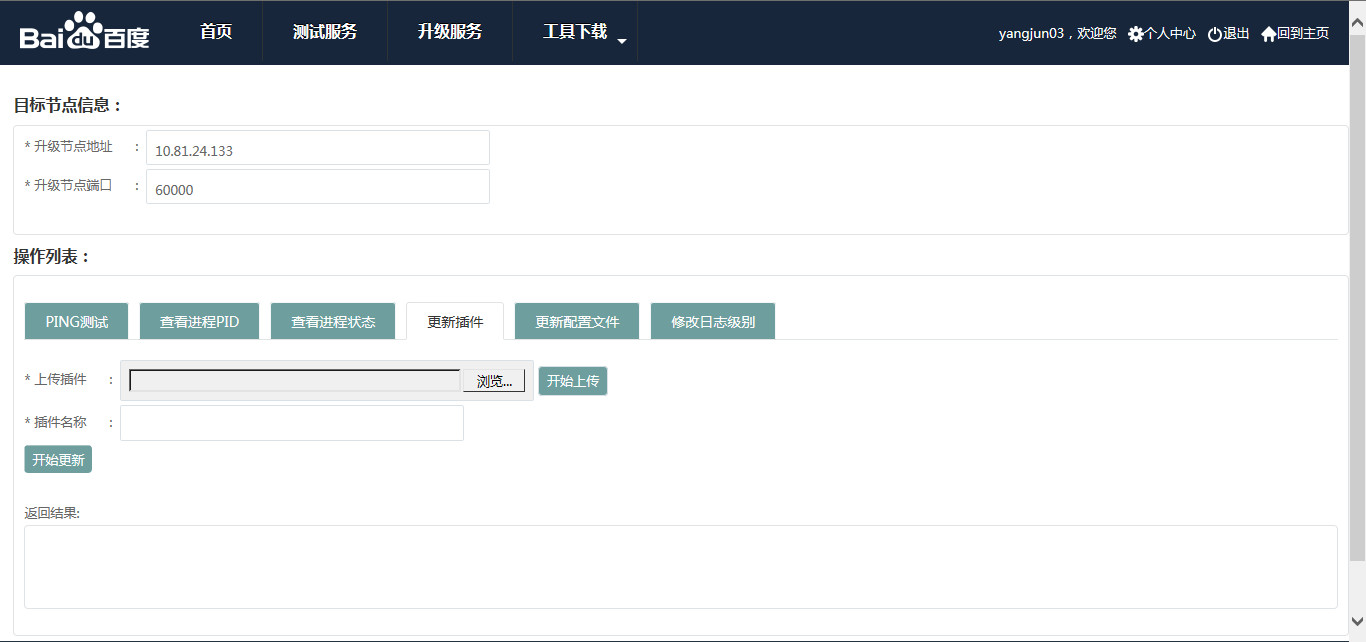 Bai du 百度 首页 测试服务 升级服务 工具下载 yangjun03，欢迎您 个人中心 退出 回到主页
目标节点信息：
* 升级节点地址 : 10.81.24.133
* 升级节点端口 : 60000
操作列表：
PING测试 查看进程PID 查看进程状态 更新插件 更新配置文件 修改日志级别
* 上传插件 : 浏览... 开始上传
* 插件名称 :
开始更新
返回结果: